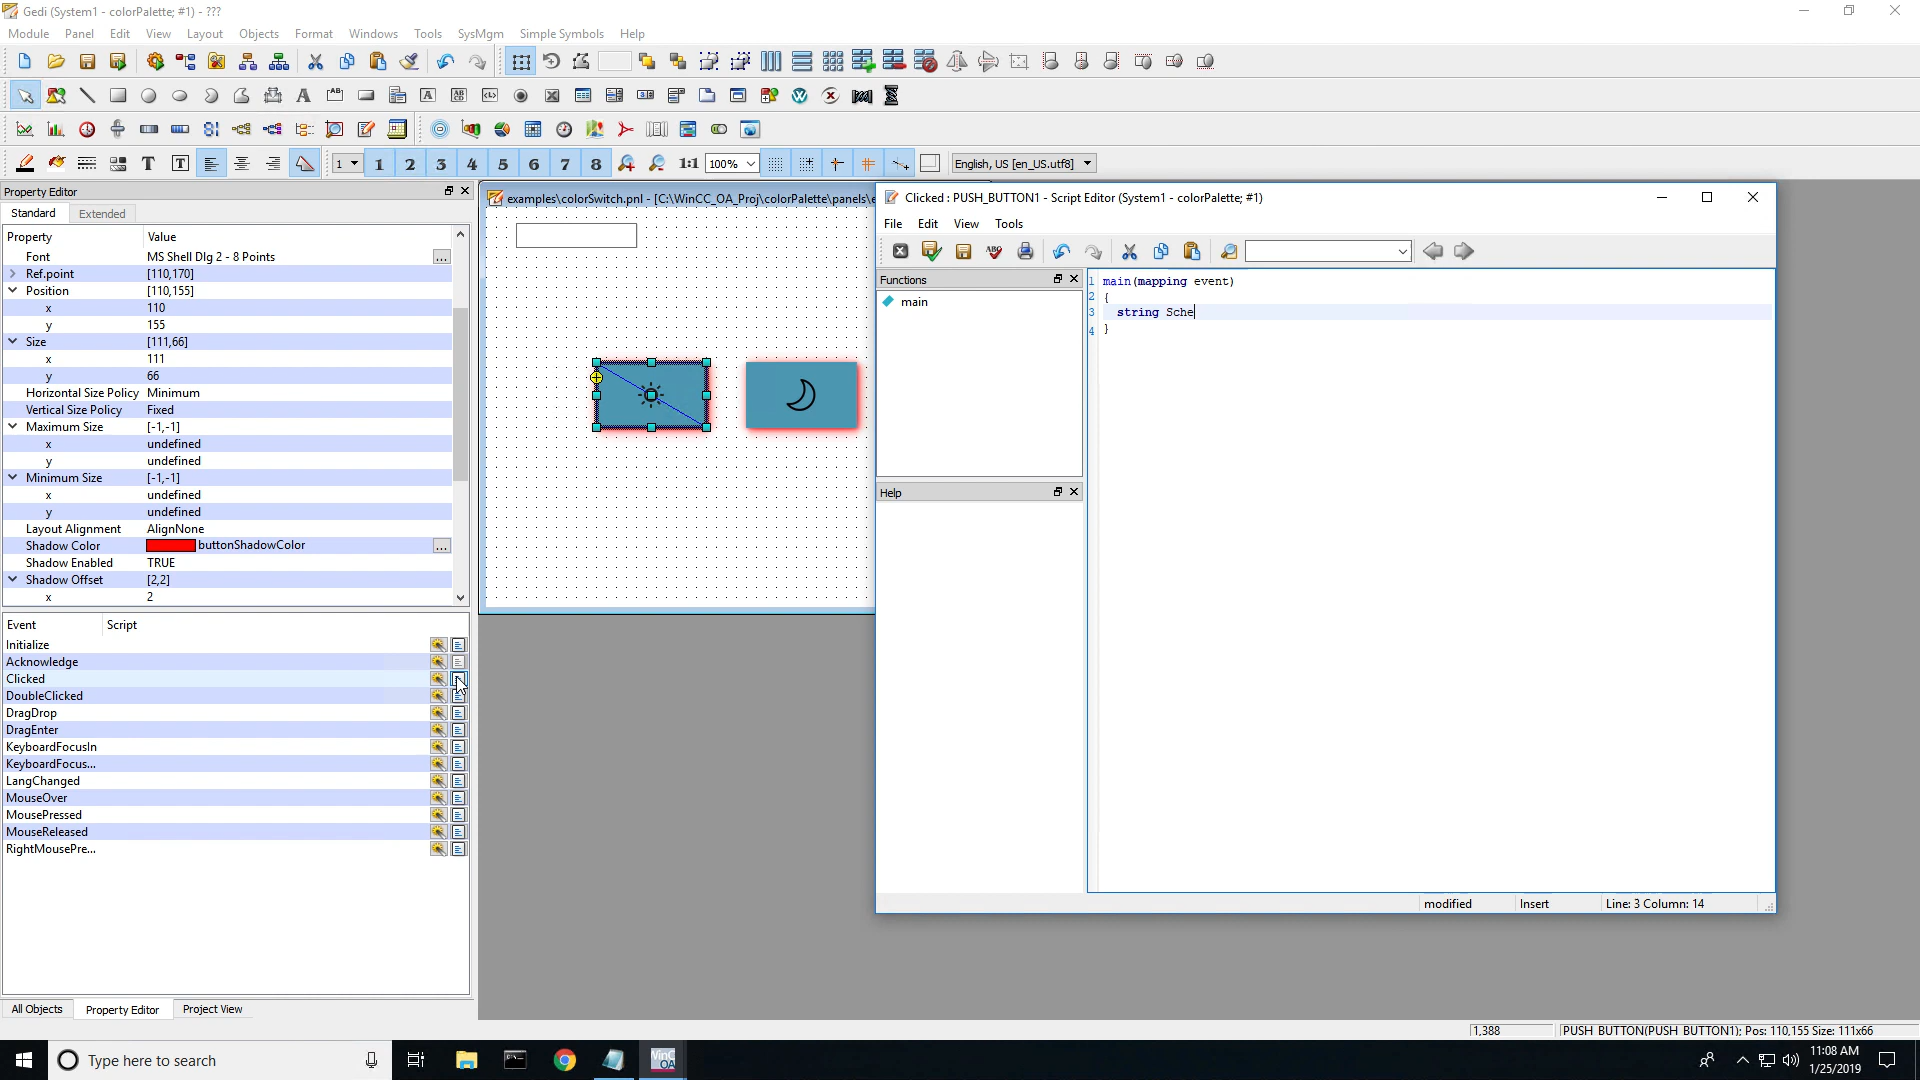 Gedi (System1 - colorPalette; #1) - ???
Module Panel Edit View Layout Objects Format Windows Tools SysMgm Simple Symbols Help
1 1 2 3 4 5 6 7 8 1:1 100% English, US [en_US.utf8]
Property Editor
Standard Extended
Property Value
Font MS Shell Dlg 2 - 8 Points ...
Ref.point [110,170]
Position [110,155]
x 110
y 155
Size [111,66]
x 111
y 66
Horizontal Size Policy Minimum
Vertical Size Policy Fixed
Maximum Size [-1,-1]
x undefined
y undefined
Minimum Size [-1,-1]
x undefined
y undefined
Layout Alignment AlignNone
Shadow Color buttonShadowColor ...
Shadow Enabled TRUE
Shadow Offset [2,2]
x 2
Event Script
Initialize
Acknowledge
Clicked
DoubleClicked
DragDrop
DragEnter
KeyboardFocusIn
KeyboardFocus...
LangChanged
MouseOver
MousePressed
MouseReleased
RightMousePre...
All Objects Property Editor Project View
examples\colorSwitch.pnl - [C:\WinCC_OA_Proj\colorPalette\panels\e
Clicked : PUSH_BUTTON1 - Script Editor (System1 - colorPalette; #1)
File Edit View Tools
Functions
main
Help
1 main(mapping event)
2 {
3 string Sche
4 }
modified Insert Line: 3 Column: 14
1,388 PUSH BUTTON(PUSH BUTTON1); Pos: 110,155 Size: 111x66
Type here to search
WinC
OA
11:08 AM
1/25/2019